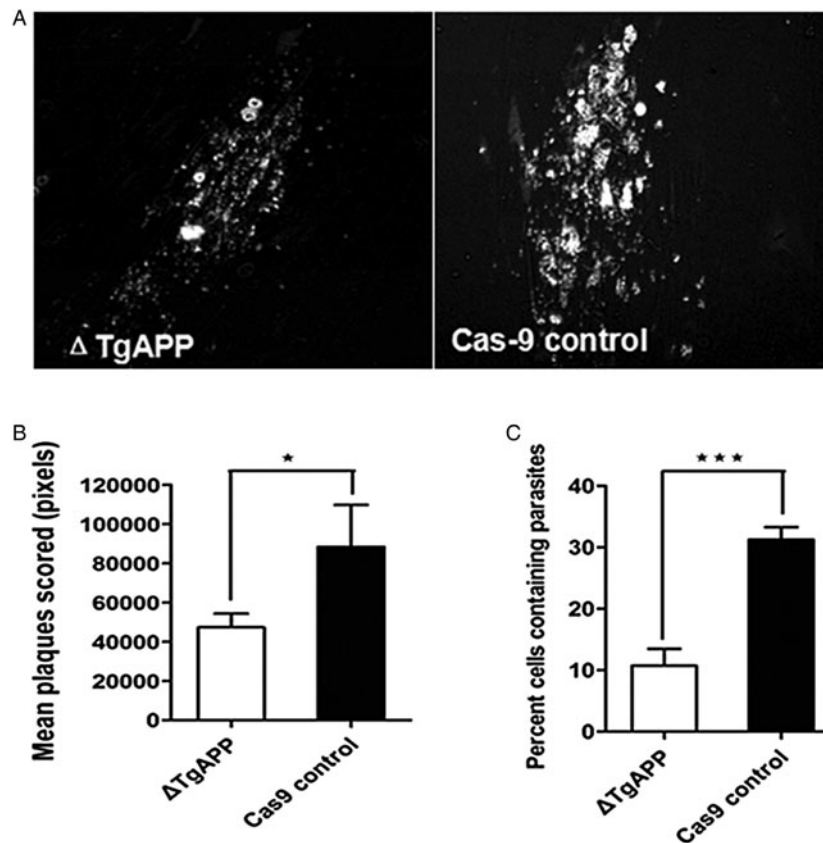 A
Δ TgAPP
Cas-9 control
B
Mean plaques scored (pixels)
120000
100000
80000
60000
40000
20000
0
★
ΔTgAPP
Cas9 control
C
Percent cells containing parasites
40
30
20
10
0
★★★
ΔTgAPP
Cas9 control